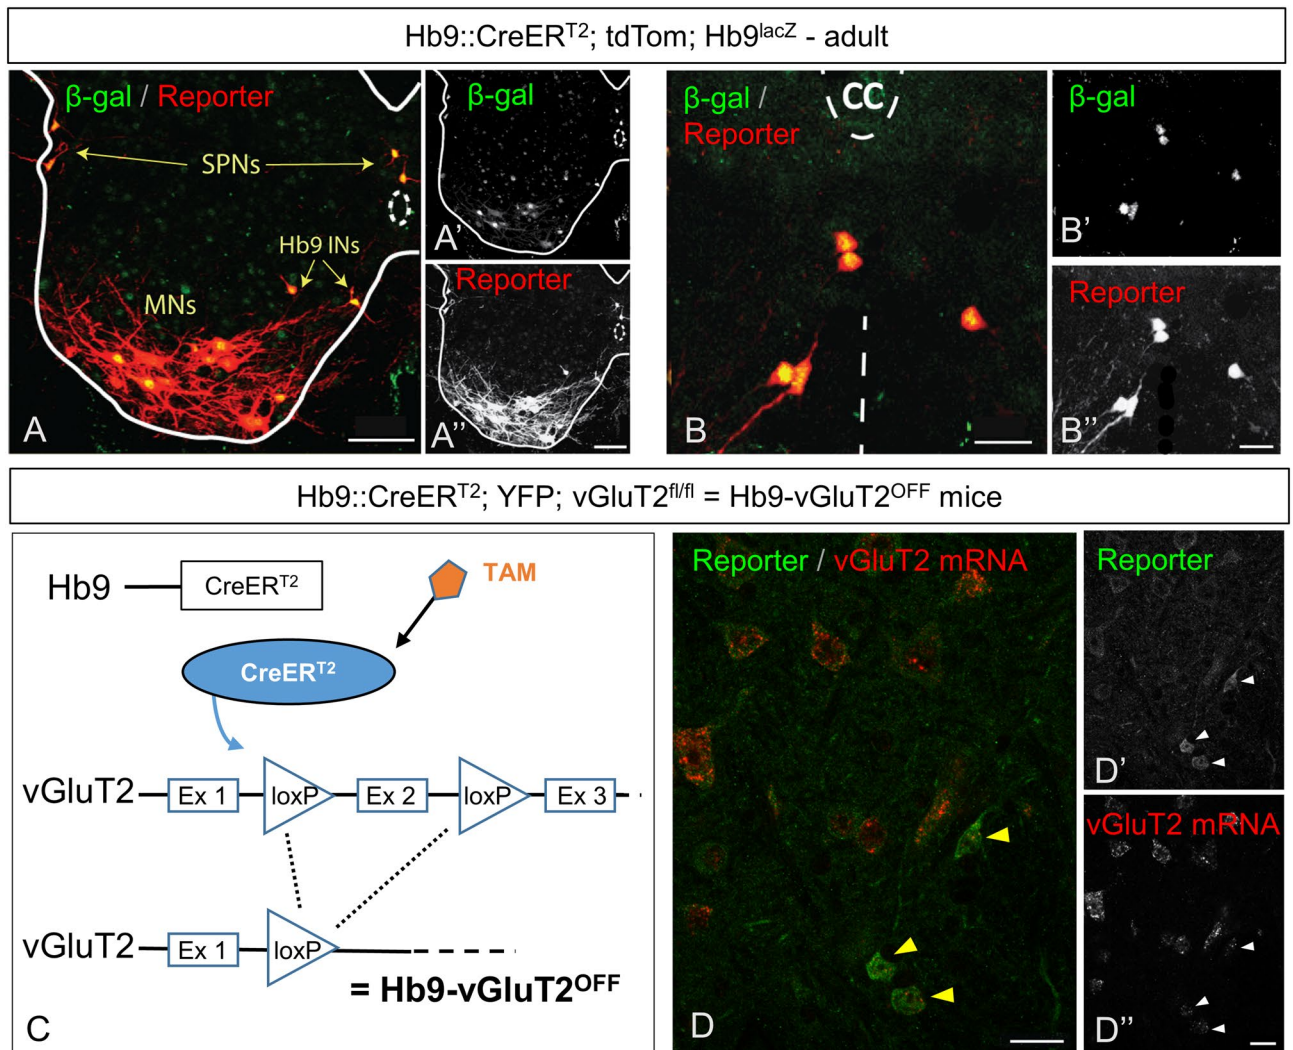 Hb9::CreERT2; tdTom; Hb9lacZ - adult
β-gal / Reporter
SPNs
Hb9 INs
MNs
A
β-gal
A'
Reporter
A''
β-gal /
Reporter
CC
B
β-gal
B'
Reporter
B''
Hb9::CreERT2; YFP; vGluT2fl/fl = Hb9-vGluT2OFF mice
Hb9 CreERT2
TAM
CreERT2
vGluT2 Ex 1 loxP Ex 2 loxP Ex 3
vGluT2 Ex 1 loxP
= Hb9-vGluT2OFF
C
Reporter / vGluT2 mRNA
D
Reporter
D'
vGluT2 mRNA
D''